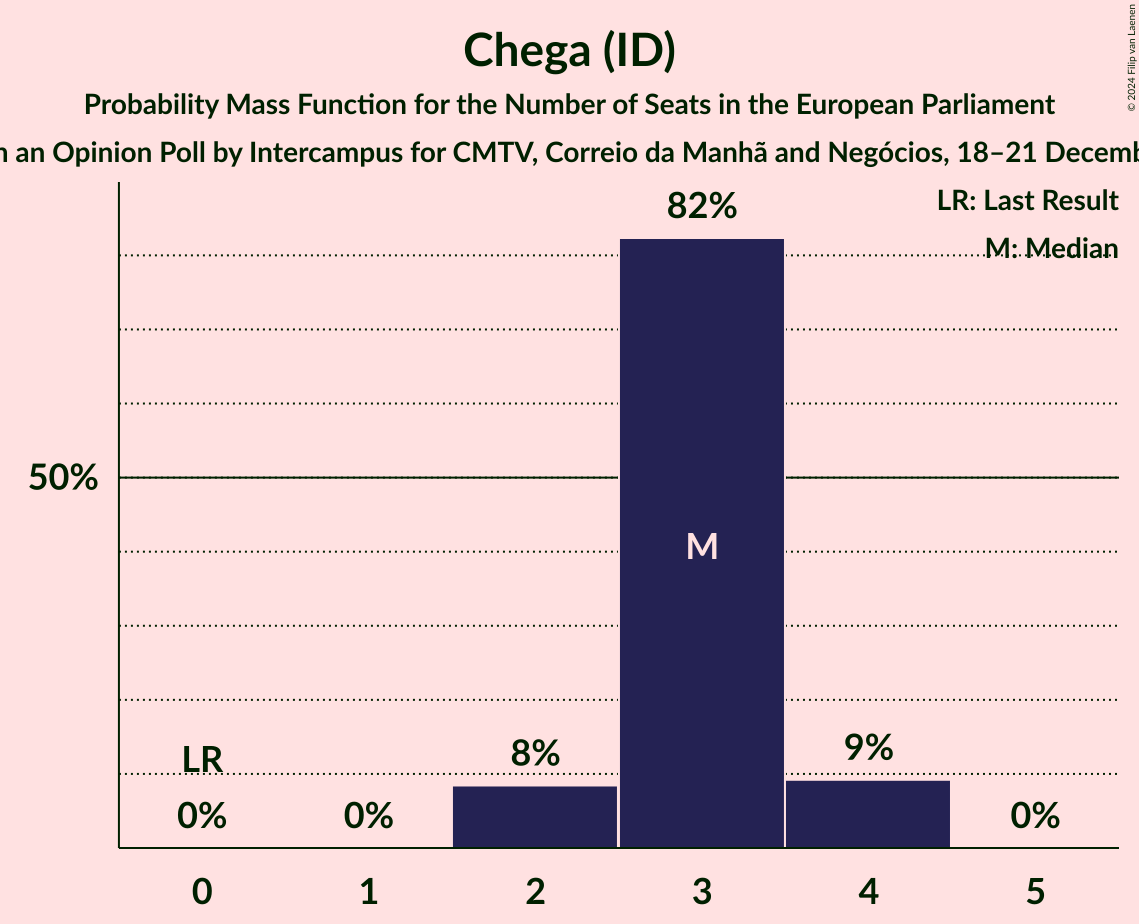 Chega (ID)
Probability Mass Function for the Number of Seats in the European Parliament
an Opinion Poll by Intercampus for CMTV, Correio da Manhã and Negócios, 18–21
© 2024 Filip van Laenen
LR: Last Result
M: Median
82%
50%
M
LR
8%
9%
0%
0%
0%
0
1
2
3
4
5